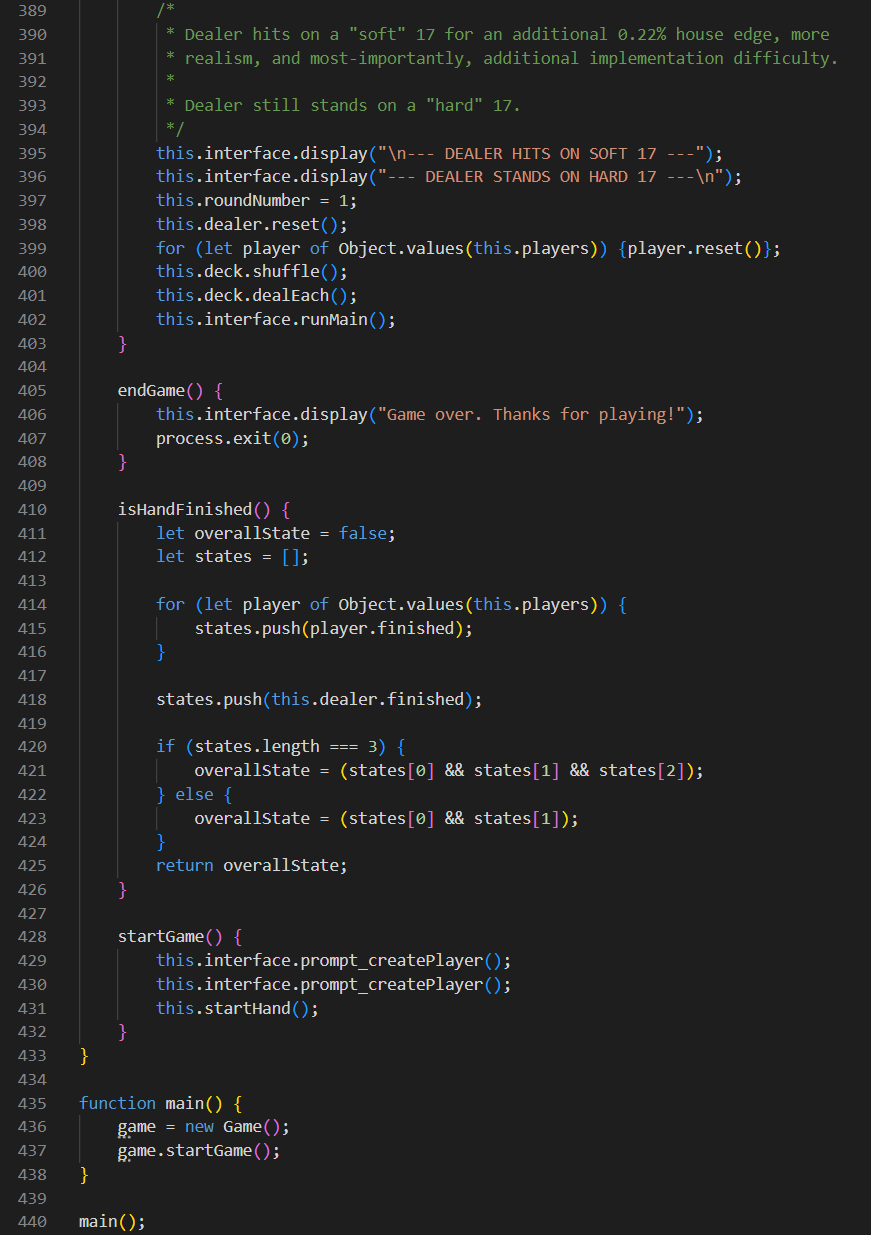 389 /*
390  * Dealer hits on a "soft" 17 for an additional 0.22% house edge, more
391  * realism, and most-importantly, additional implementation difficulty.
392  *
393  * Dealer still stands on a "hard" 17.
394  */
395 this.interface.display("\n--- DEALER HITS ON SOFT 17 ---");
396 this.interface.display("--- DEALER STANDS ON HARD 17 ---\n");
397 this.roundNumber = 1;
398 this.dealer.reset();
399 for (let player of Object.values(this.players)) {player.reset()};
400 this.deck.shuffle();
401 this.deck.dealEach();
402 this.interface.runMain();
403 }
404
405 endGame() {
406 this.interface.display("Game over. Thanks for playing!");
407 process.exit(0);
408 }
409
410 isHandFinished() {
411 let overallState = false;
412 let states = [];
413
414 for (let player of Object.values(this.players)) {
415 states.push(player.finished);
416 }
417
418 states.push(this.dealer.finished);
419
420 if (states.length === 3) {
421 overallState = (states[0] && states[1] && states[2]);
422 } else {
423 overallState = (states[0] && states[1]);
424 }
425 return overallState;
426 }
427
428 startGame() {
429 this.interface.prompt_createPlayer();
430 this.interface.prompt_createPlayer();
431 this.startHand();
432 }
433 }
434
435 function main() {
436 game = new Game();
437 game.startGame();
438 }
439
440 main();